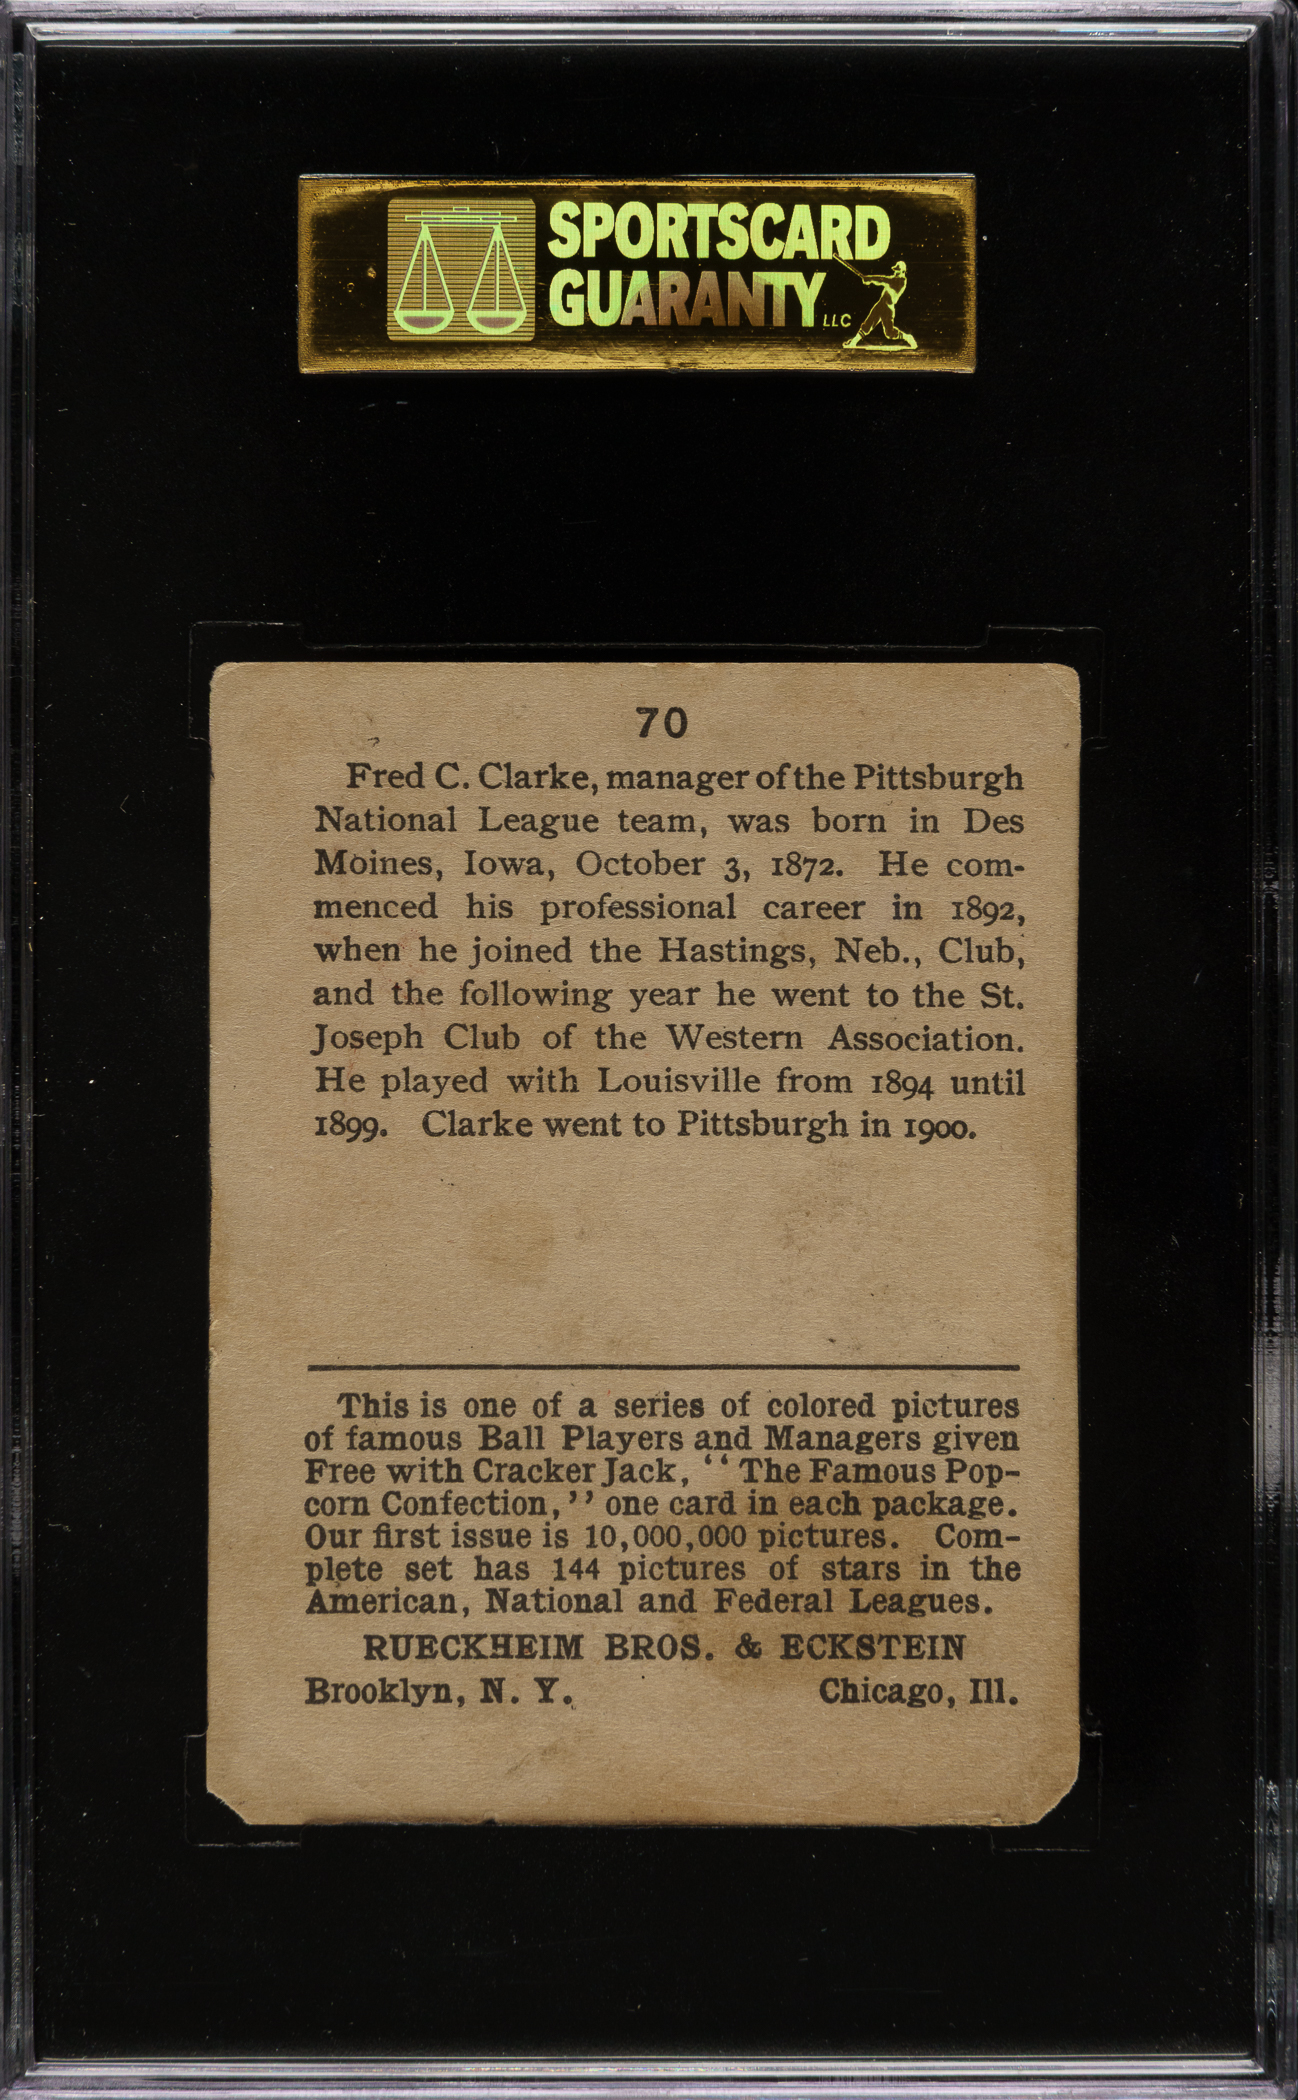 SPORTSCARD
GUARANTY LLC
70
Fred C. Clarke, manager of the Pittsburgh
National League team, was born in Des
Moines, Iowa, October 3, 1872. He com-
menced his professional career in 1892,
when he joined the Hastings, Neb., Club,
and the following year he went to the St.
Joseph Club of the Western Association.
He played with Louisville from 1894 until
1899. Clarke went to Pittsburgh in 1900.
This is one of a series of colored pictures
of famous Ball Players and Managers given
Free with Cracker Jack, “The Famous Pop-
corn Confection,” one card in each package.
Our first issue is 10,000,000 pictures. Com-
plete set has 144 pictures of stars in the
American, National and Federal Leagues.
RUECKHEIM BROS. & ECKSTEIN
Brooklyn, N. Y. Chicago, Ill.